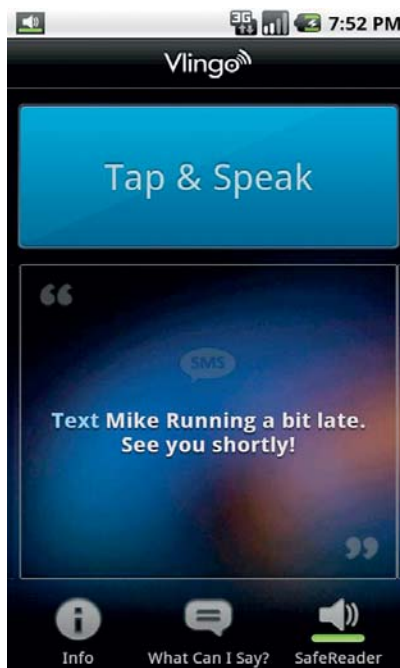 3G 7:52 PM
Vlingo
Tap & Speak
“
SMS
Text Mike Running a bit late.
See you shortly!
”
Info What Can I Say? SafeReader